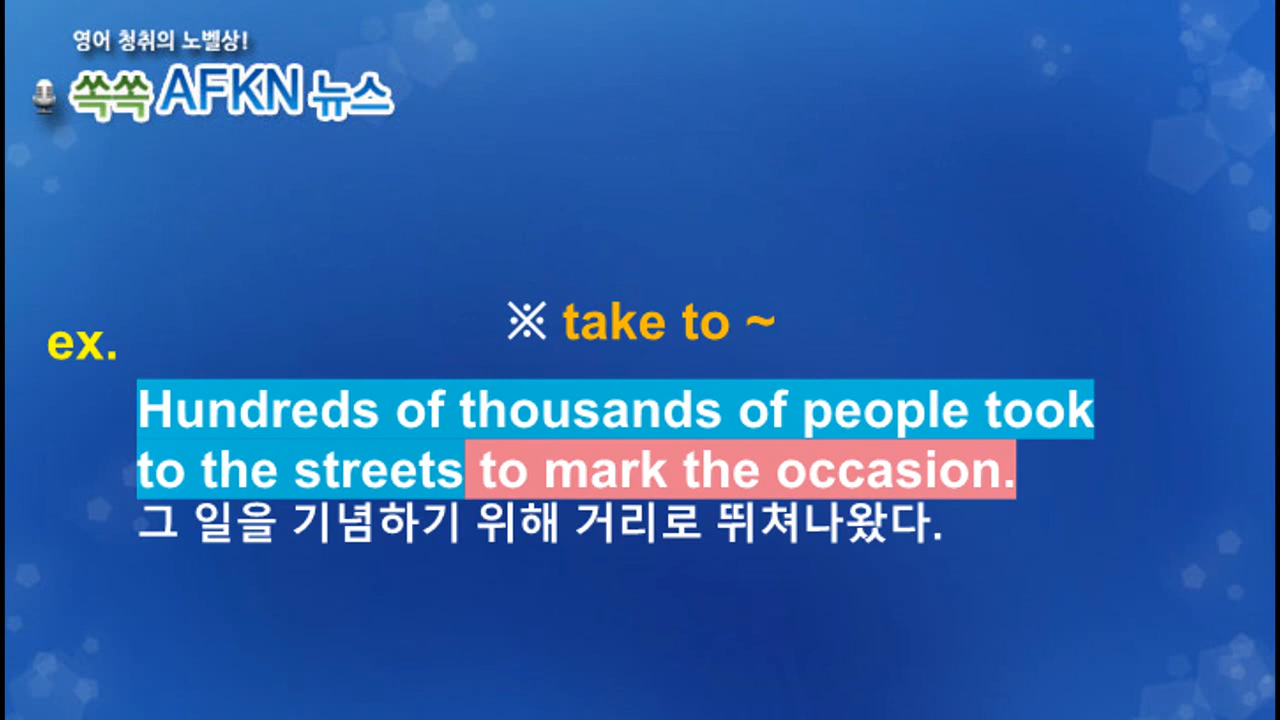 영어 청취의 노벨상!
쏙쏙 AFKN 뉴스
※ take to ~
ex.
Hundreds of thousands of people took
to the streets to mark the occasion.
그 일을 기념하기 위해 거리로 뛰쳐나왔다.